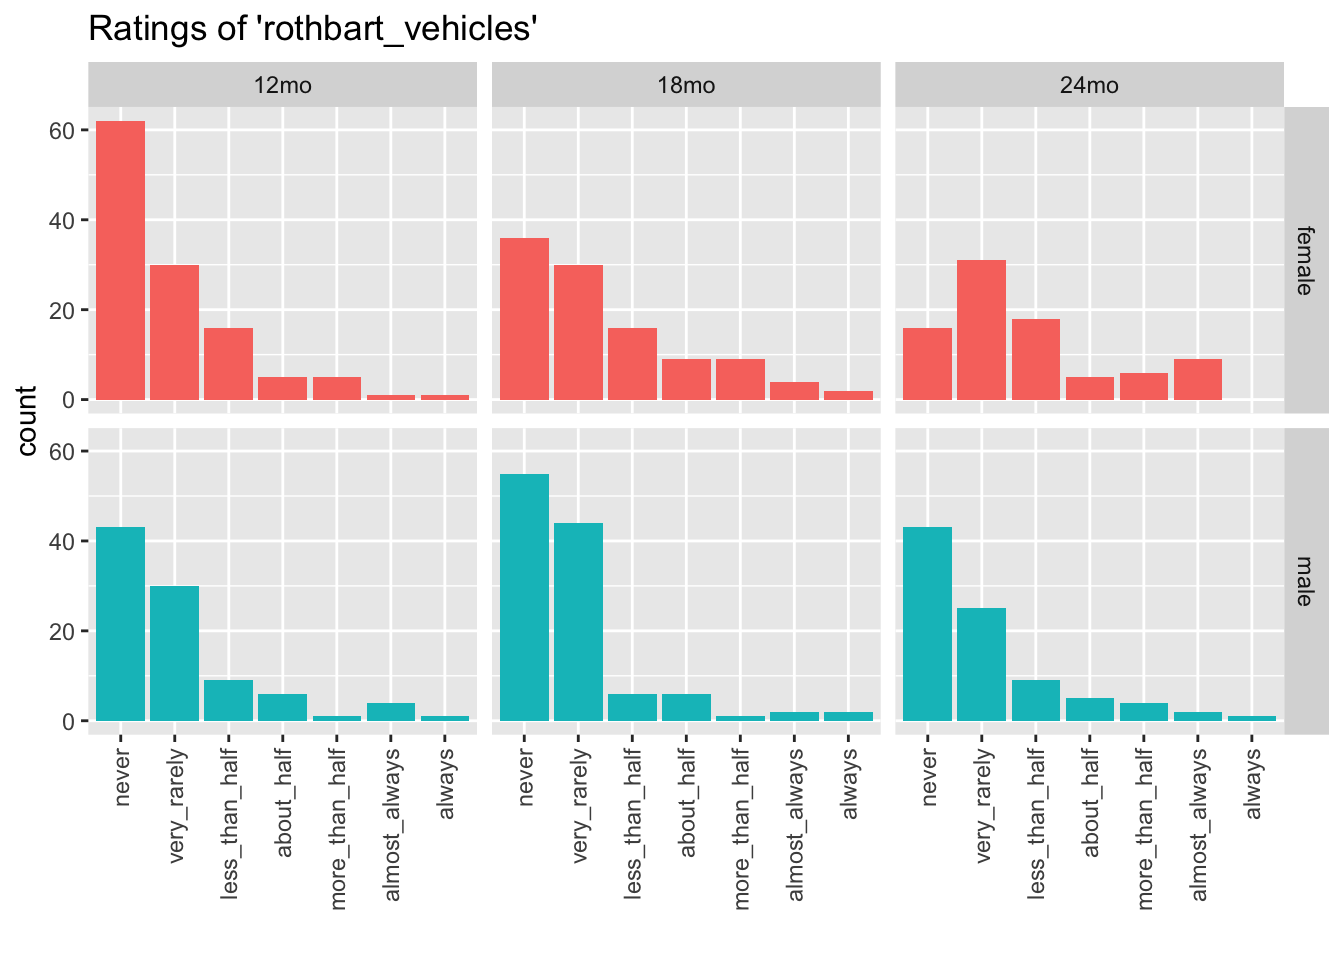 Ratings of 'rothbart_vehicles'
12mo
18mo
24mo
60
40
20
0
female
count
60
40
20
0
male
never
very_rarely
less_than_half
about_half
more_than_half
almost_always
always
never
very_rarely
less_than_half
about_half
more_than_half
almost_always
always
never
very_rarely
less_than_half
about_half
more_than_half
almost_always
always